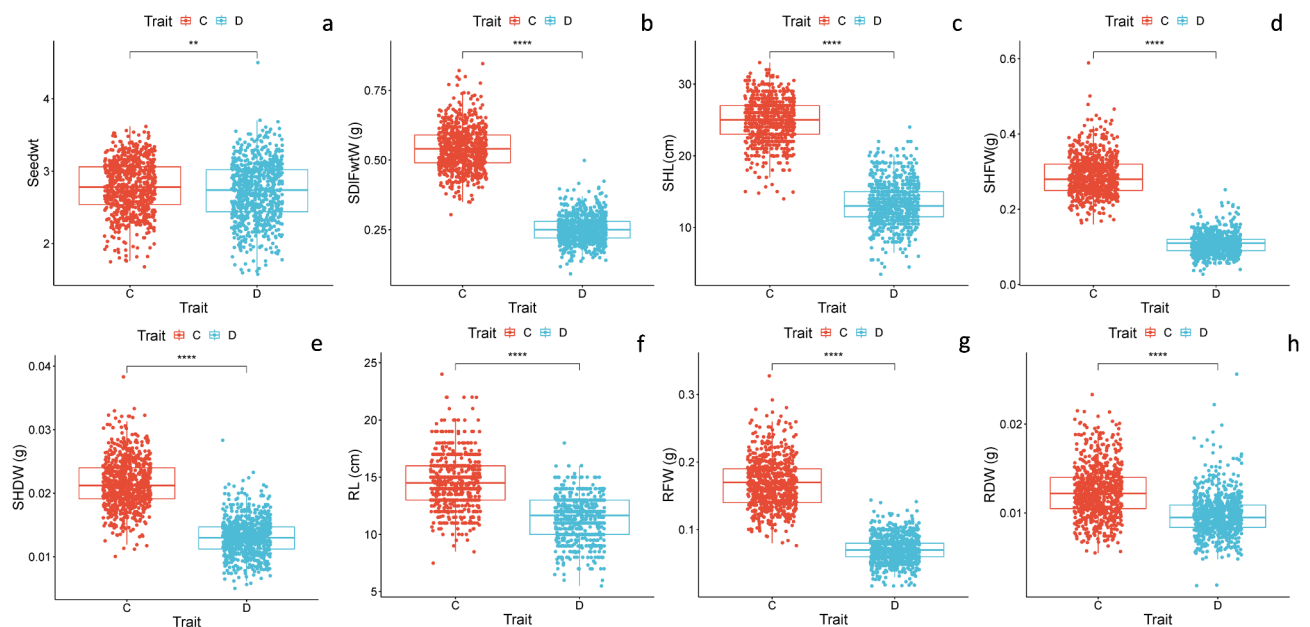 Trait C D a
**
Seedwt
4
3
2
C D
Trait
Trait C D b
****
SDIFwtW (g)
0.75
0.50
0.25
C D
Trait
Trait C D c
****
SHL(cm)
30
20
10
C D
Trait
Trait C D d
****
SHFW(g)
0.6
0.4
0.2
0.0
C D
Trait
Trait C D e
****
SHDW (g)
0.04
0.03
0.02
0.01
C D
Trait
Trait C D f
****
RL (cm)
25
20
15
10
5
C D
Trait
Trait C D g
****
RFW (g)
0.3
0.2
0.1
C D
Trait
Trait C D h
****
RDW (g)
0.02
0.01
C D
Trait